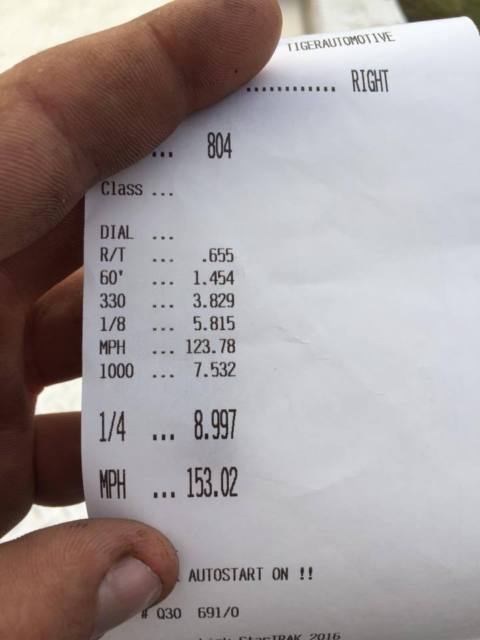 TIGERAUTOMOTIVE
............ RIGHT
... 804
Class ...
DIAL ...
R/T ... .655
60' ... 1.454
330 ... 3.829
1/8 ... 5.815
MPH ... 123.78
1000 ... 7.532
1/4 ... 8.997
MPH ... 153.02
AUTOSTART ON !!
# Q30 691/0
2016